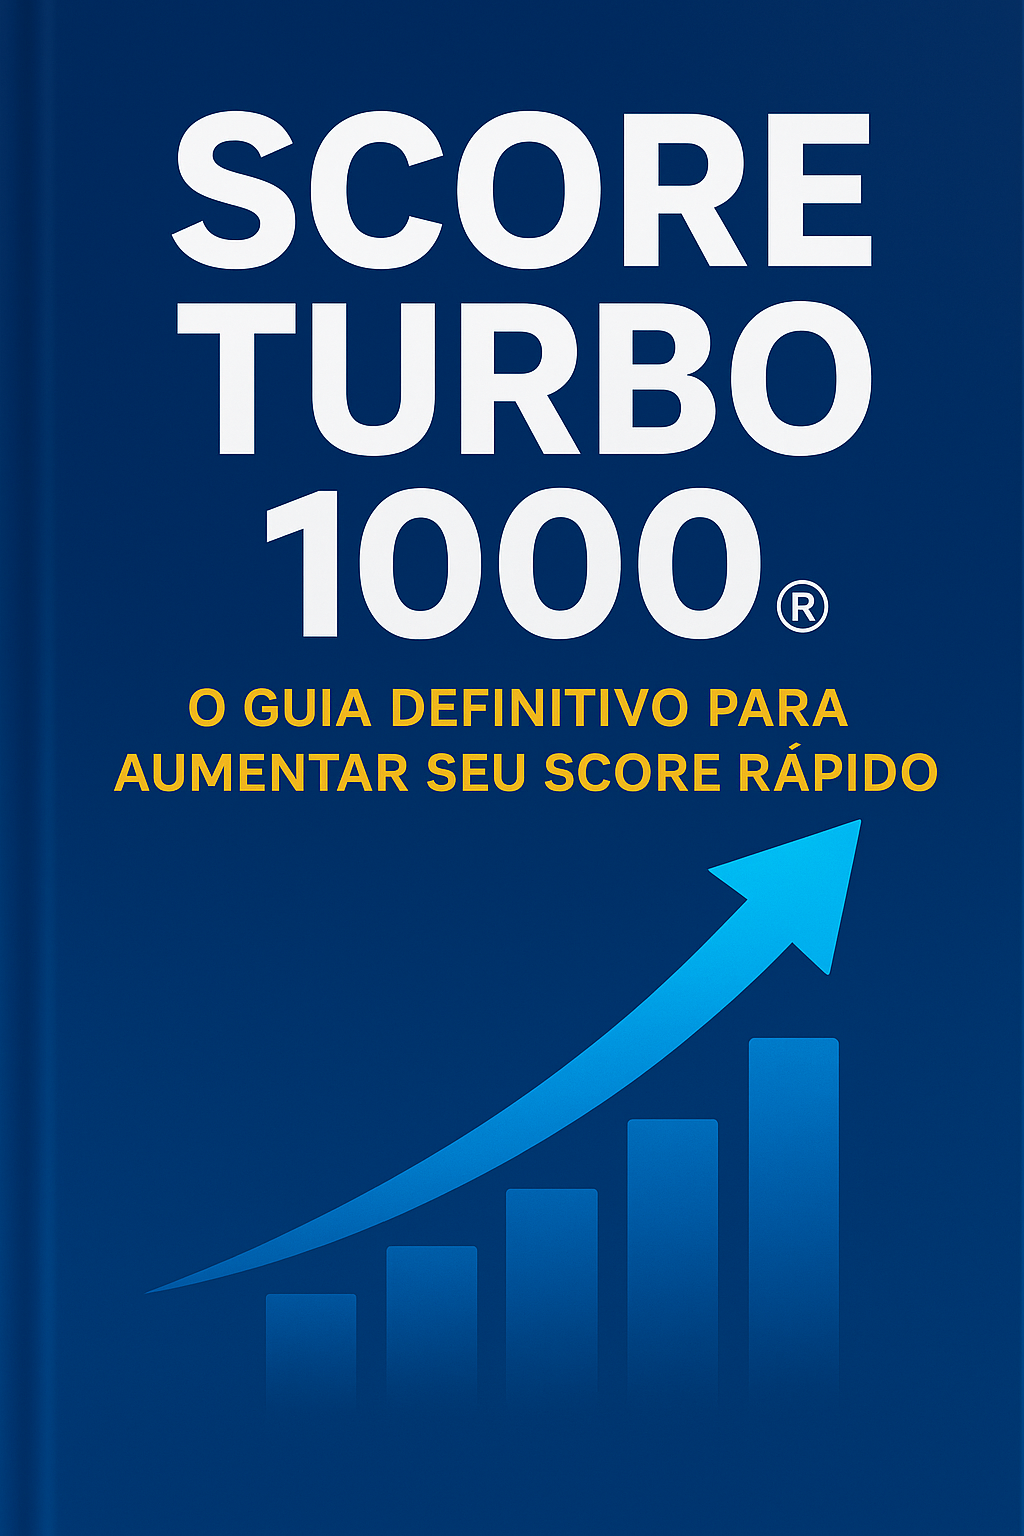 SCORE
TURBO
1000®
O GUIA DEFINITIVO PARA
AUMENTAR SEU SCORE RÁPIDO